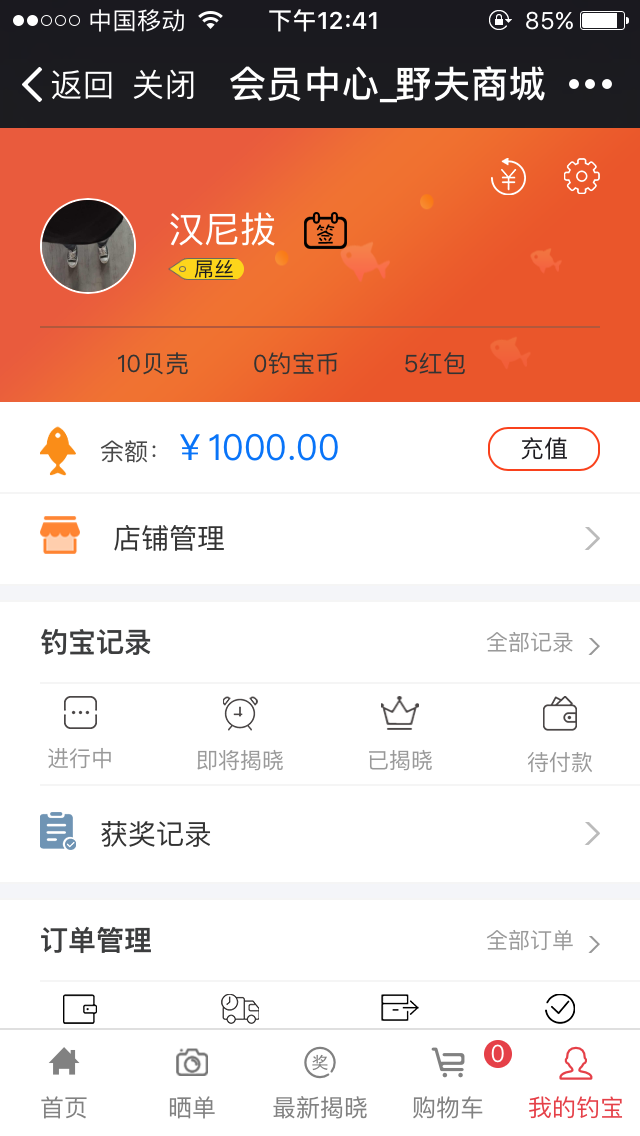 中国移动 下午12:41 85%
返回 关闭 会员中心_野夫商城
¥
汉尼拔 签
屌丝
10贝壳 0钓宝币 5红包
余额: ¥1000.00 充值
店铺管理
钓宝记录 全部记录
进行中 即将揭晓 已揭晓 待付款
获奖记录
订单管理 全部订单
奖 0
首页 晒单 最新揭晓 购物车 我的钓宝